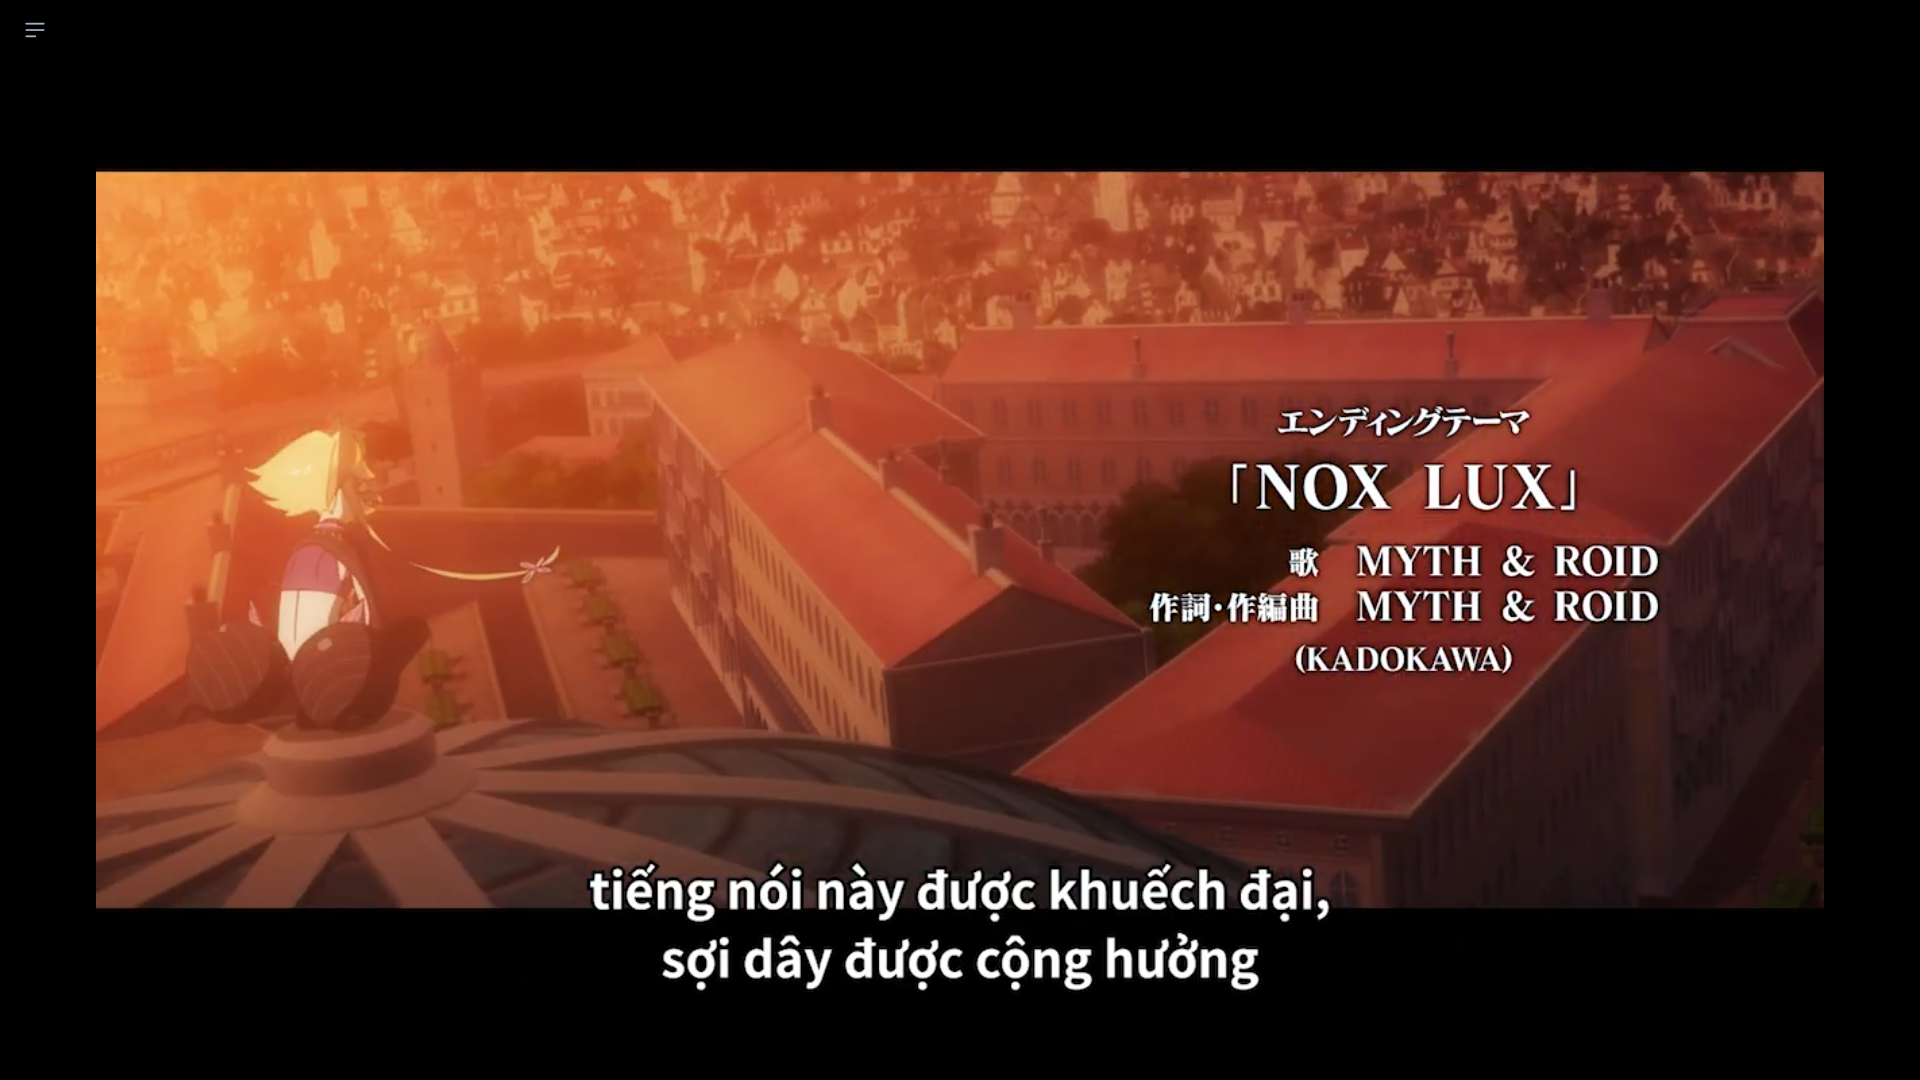 エンディングテーマ
「NOX LUX」
歌 MYTH & ROID
作詞・作編曲 MYTH & ROID
(KADOKAWA)
tiếng nói này được khuếch đại,
sợi dây được cộng hưởng